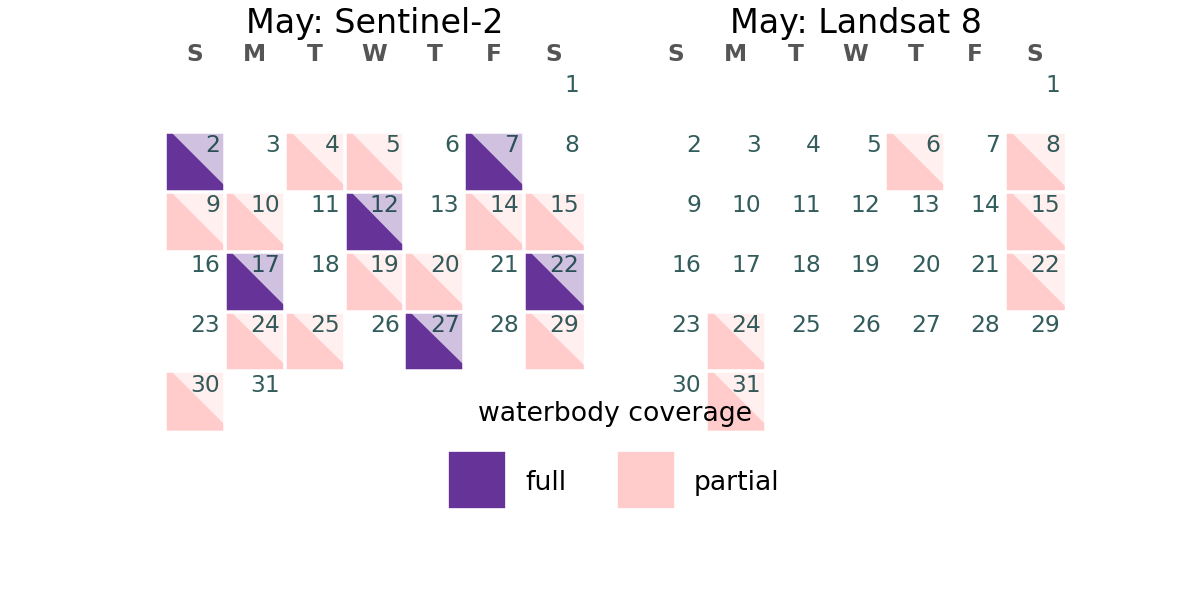 May: Sentinel-2
S M T W T F S
1
2 3 4 5 6 7 8
9 10 11 12 13 14 15
16 17 18 19 20 21 22
23 24 25 26 27 28 29
30 31
May: Landsat 8
S M T W T F S
1
2 3 4 5 6 7 8
9 10 11 12 13 14 15
16 17 18 19 20 21 22
23 24 25 26 27 28 29
30 31
waterbody coverage
full
partial